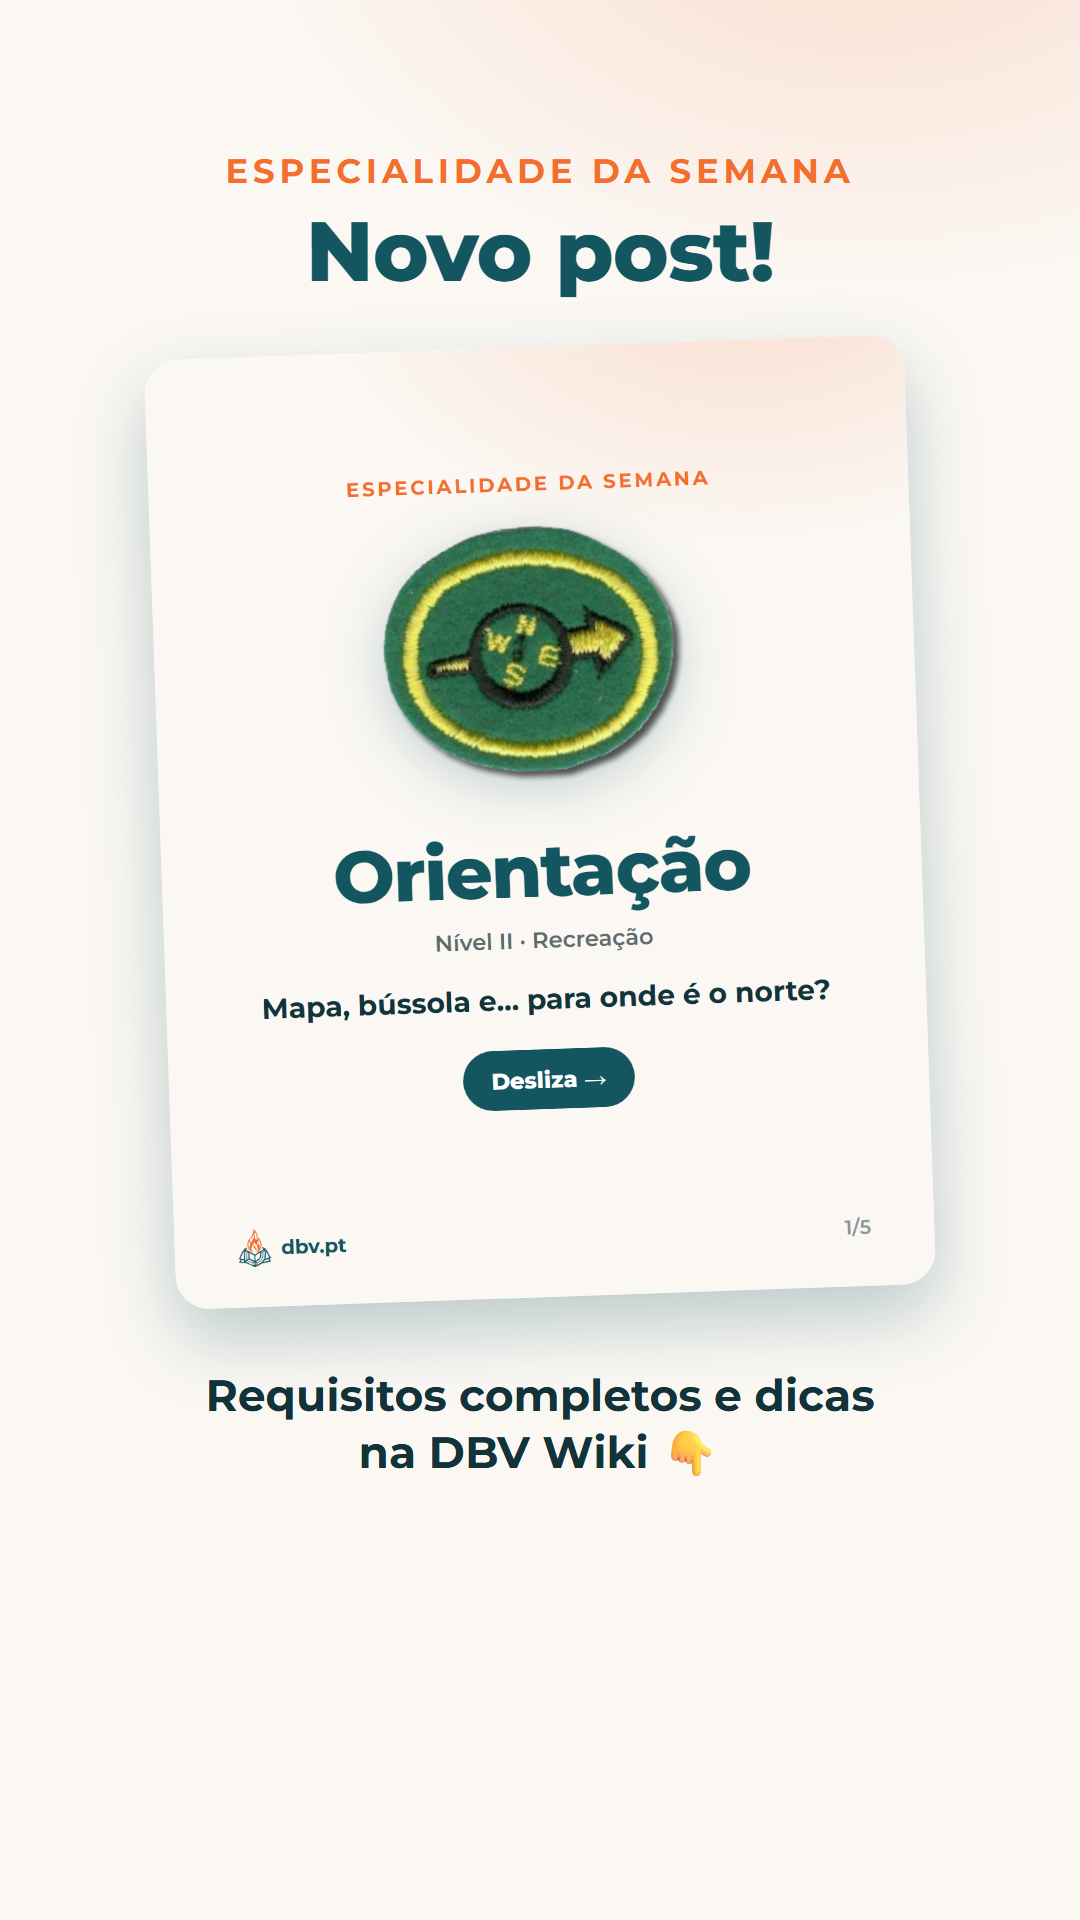 ESPECIALIDADE DA SEMANA
Novo post!
ESPECIALIDADE DA SEMANA
N
W
E
S
Orientação
Nível II · Recreação
Mapa, bússola e... para onde é o norte?
Desliza →
dbv.pt
1/5
Requisitos completos e dicas
na DBV Wiki 👇